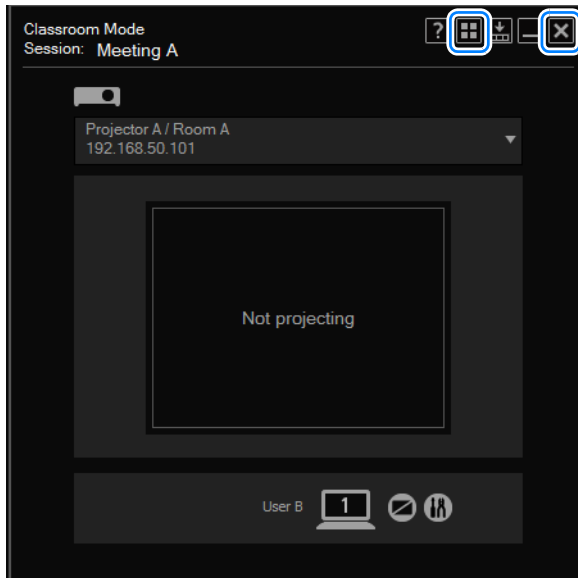 Classroom Mode
Session: Meeting A
?
Projector A / Room A
192.168.50.101
Not projecting
User B 1